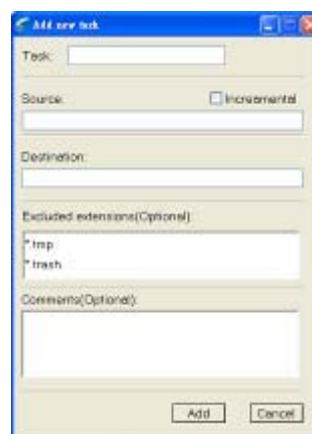 Add new task
Task:
Source: Incremental
Destination:
Excluded extensions(Optional)
*.tmp
*.trash
Comments(Optional):
Add Cancel